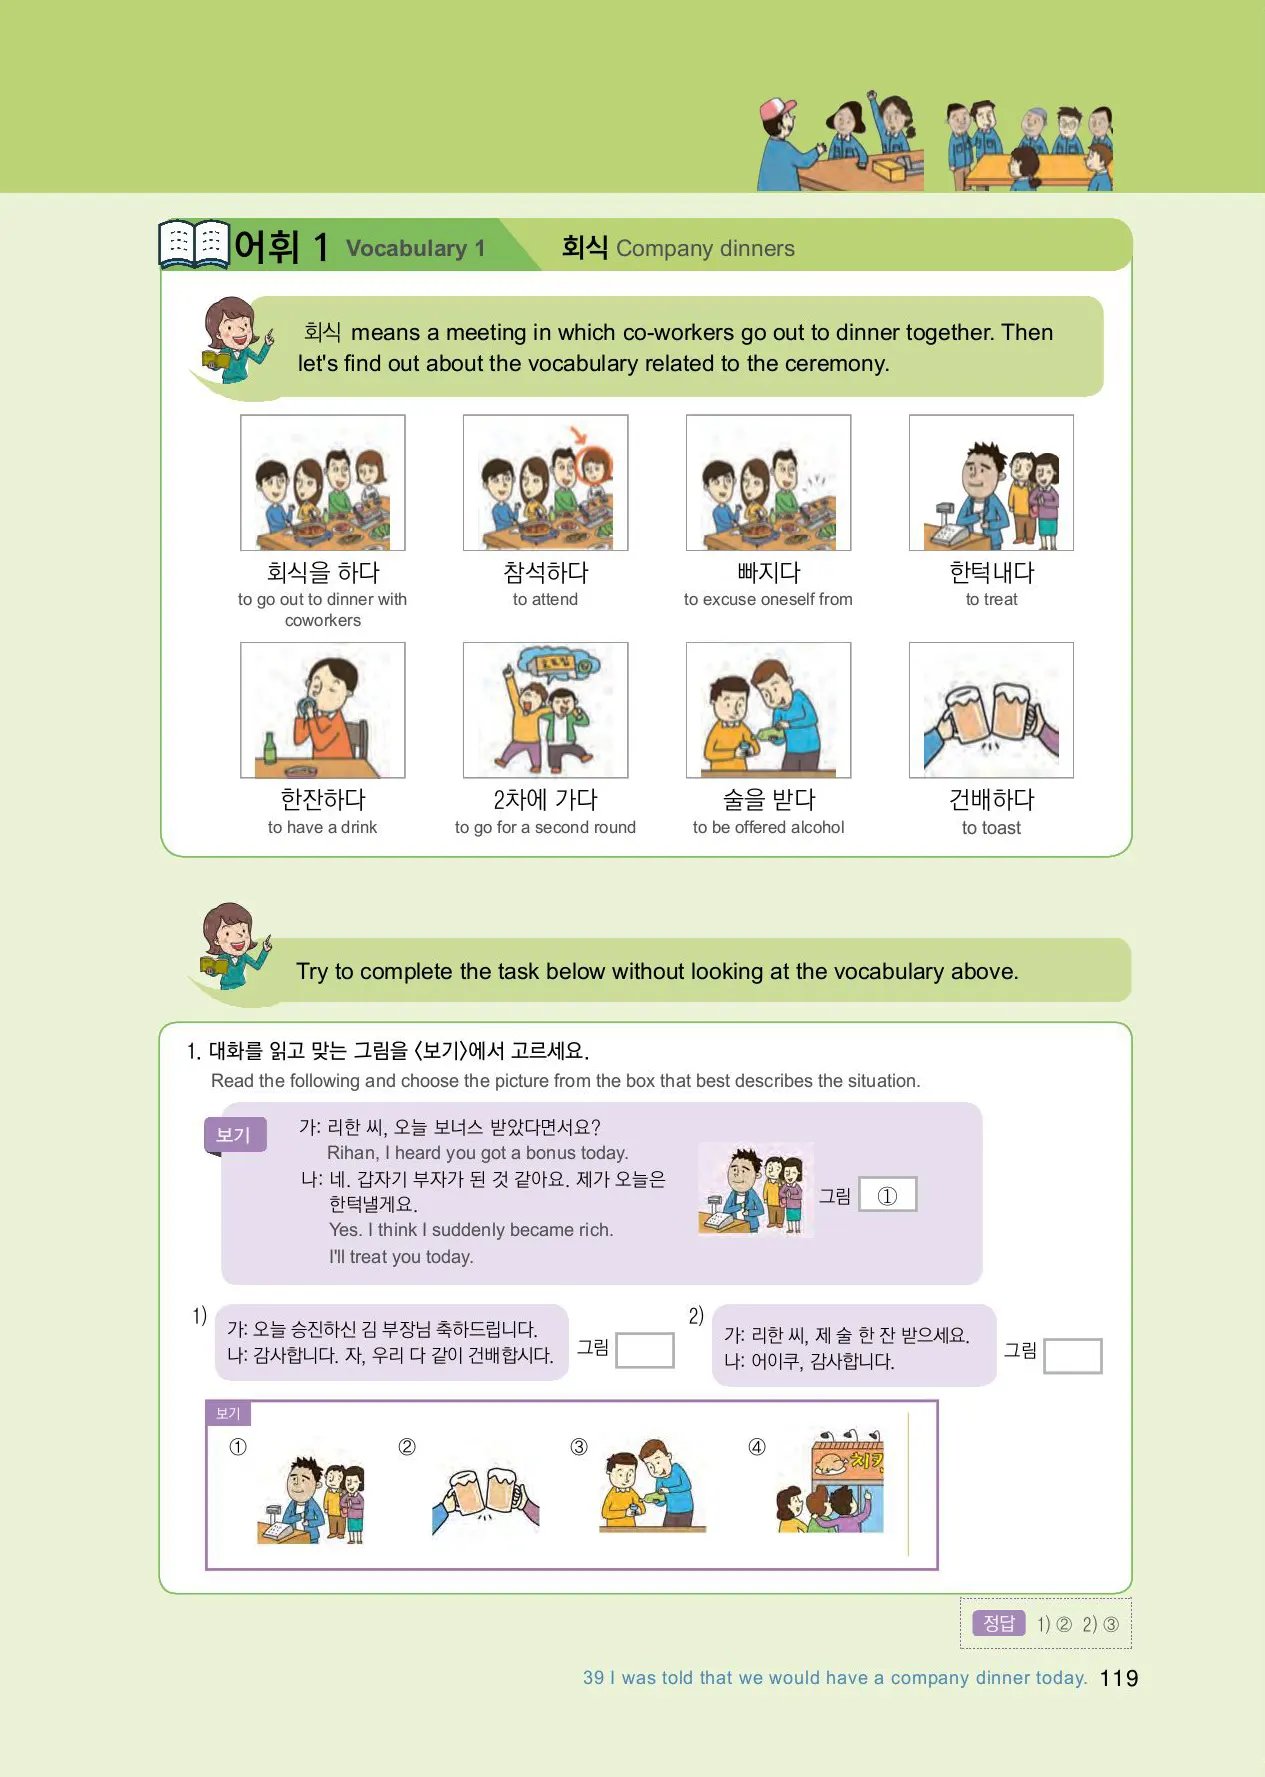 어휘 1 Vocabulary 1 회식 Company dinners
회식 means a meeting in which co-workers go out to dinner together. Then
let's find out about the vocabulary related to the ceremony.
회식을 하다 참석하다 빠지다 한턱내다
to go out to dinner with
coworkers
to attend
to excuse oneself from
to treat
한잔하다 2차에 가다 술을 받다 건배하다
to have a drink to go for a second round to be offered alcohol to toast
Try to complete the task below without looking at the vocabulary above.
1. 대화를 읽고 맞는 그림을 〈보기〉에서 고르세요.
Read the following and choose the picture from the box that best describes the situation.
보기
가: 리한 씨, 오늘 보너스 받았다면서요?
Rihan, I heard you got a bonus today.
나: 네. 갑자기 부자가 된 것 같아요. 제가 오늘은
한턱낼게요.
Yes. I think I suddenly became rich.
I'll treat you today.
그림 ①
1)
가: 오늘 승진하신 김 부장님 축하드립니다.
나: 감사합니다. 자, 우리 다 같이 건배합시다.
그림
2)
가: 리한 씨, 제 술 한 잔 받으세요.
나: 어이쿠, 감사합니다.
그림
보기
① ② ③ ④
치킨
정답 1) ② 2) ③
39 I was told that we would have a company dinner today. 119